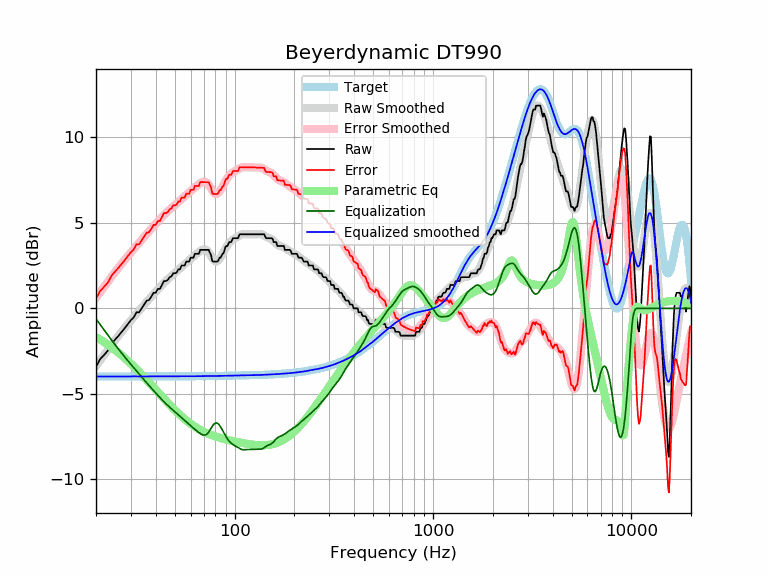 Beyerdynamic DT990
Target
Raw Smoothed
Error Smoothed
Raw
Error
Parametric Eq
Equalization
Equalized smoothed
10
5
0
−5
−10
Amplitude (dBr)
100
1000
10000
Frequency (Hz)